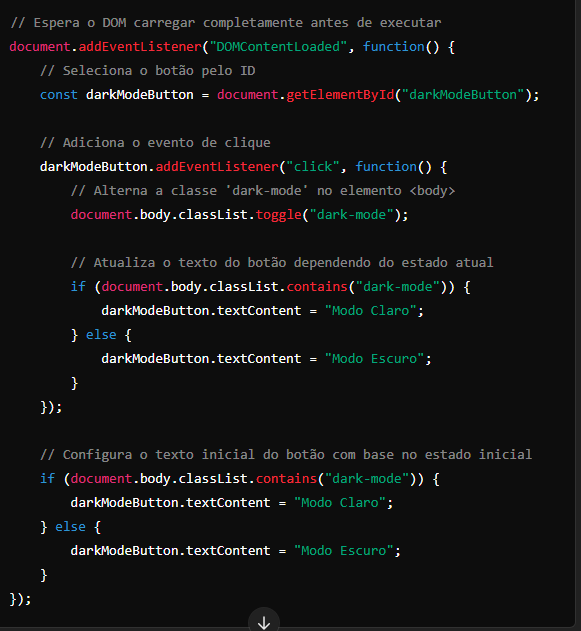 // Espera o DOM carregar completamente antes de executar
document.addEventListener("DOMContentLoaded", function() {
    // Seleciona o botão pelo ID
    const darkModeButton = document.getElementById("darkModeButton");

    // Adiciona o evento de clique
    darkModeButton.addEventListener("click", function() {
        // Alterna a classe 'dark-mode' no elemento <body>
        document.body.classList.toggle("dark-mode");

        // Atualiza o texto do botão dependendo do estado atual
        if (document.body.classList.contains("dark-mode")) {
            darkModeButton.textContent = "Modo Claro";
        } else {
            darkModeButton.textContent = "Modo Escuro";
        }
    });

    // Configura o texto inicial do botão com base no estado inicial
    if (document.body.classList.contains("dark-mode")) {
        darkModeButton.textContent = "Modo Claro";
    } else {
        darkModeButton.textContent = "Modo Escuro";
    }
});